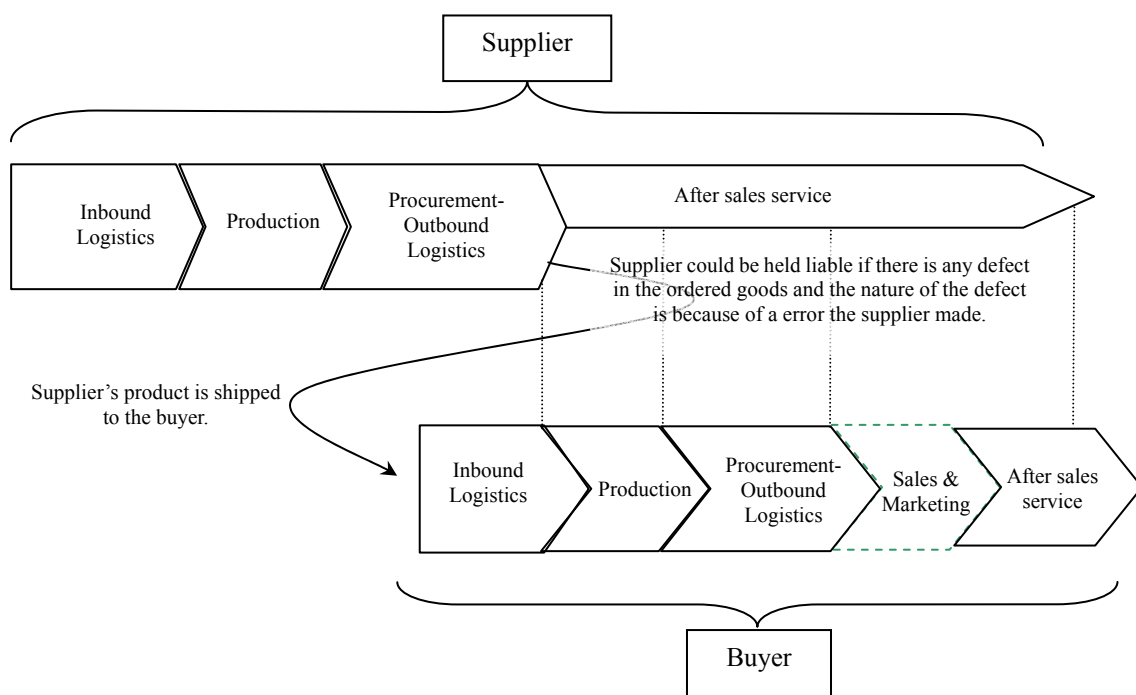 Supplier
Inbound
Logistics
Production
Procurement-
Outbound
Logistics
After sales service
Supplier could be held liable if there is any defect
in the ordered goods and the nature of the defect
is because of a error the supplier made.
Supplier’s product is shipped
to the buyer.
Inbound
Logistics
Production
Procurement-
Outbound
Logistics
Sales &
Marketing
After sales
service
Buyer